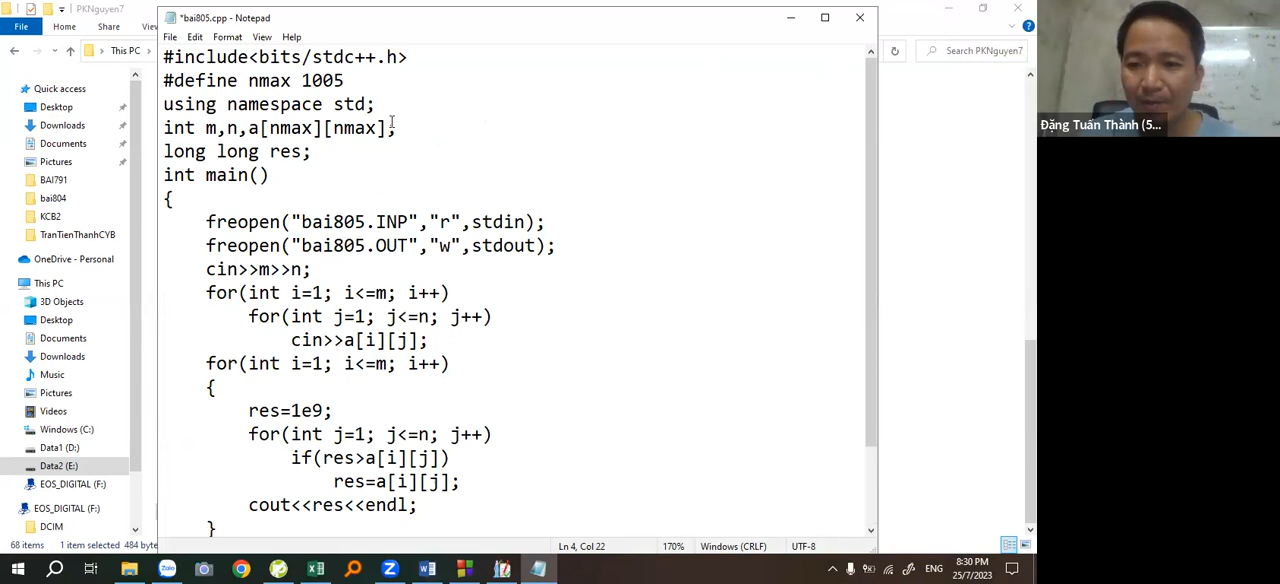 PKNguyen7
File
Home
Share
Vie
This PC
Search PKNguyen7
Quick access
Desktop
Downloads
Documents
Pictures
BAI791
bai804
KCB2
TranTienThanhCYB
OneDrive - Personal
This PC
3D Objects
Desktop
Documents
Downloads
Music
Pictures
Videos
Windows (C:)
Data1 (D:)
Data2 (E:)
EOS_DIGITAL (F:)
EOS_DIGITAL (F:)
DCIM
68 items 1 item selected 484 byte
*bai805.cpp - Notepad
File Edit Format View Help
#include<bits/stdc++.h>
#define nmax 1005
using namespace std;
int m,n,a[nmax][nmax];
long long res;
int main()
{
freopen("bai805.INP","r",stdin);
freopen("bai805.OUT","w",stdout);
cin>>m>>n;
for(int i=1; i<=m; i++)
for(int j=1; j<=n; j++)
cin>>a[i][j];
for(int i=1; i<=m; i++)
{
res=1e9;
for(int j=1; j<=n; j++)
if(res>a[i][j])
res=a[i][j];
cout<<res<<endl;
}
Ln 4, Col 22 170% Windows (CRLF) UTF-8
Đặng Tuấn Thành (5...
Zalo
ENG
8:30 PM
25/7/2023